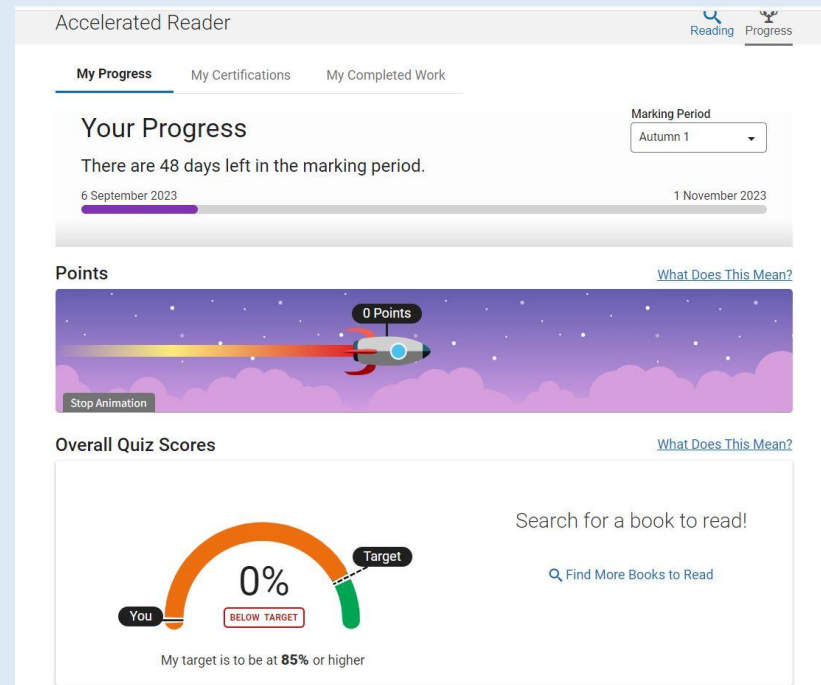 Accelerated Reader
Reading
Progress
My Progress
My Certifications
My Completed Work
Your Progress
Marking Period
Autumn 1
There are 48 days left in the marking period.
6 September 2023
1 November 2023
Points
What Does This Mean?
0 Points
Stop Animation
Overall Quiz Scores
What Does This Mean?
Search for a book to read!
Find More Books to Read
Target
0%
You
BELOW TARGET
My target is to be at 85% or higher